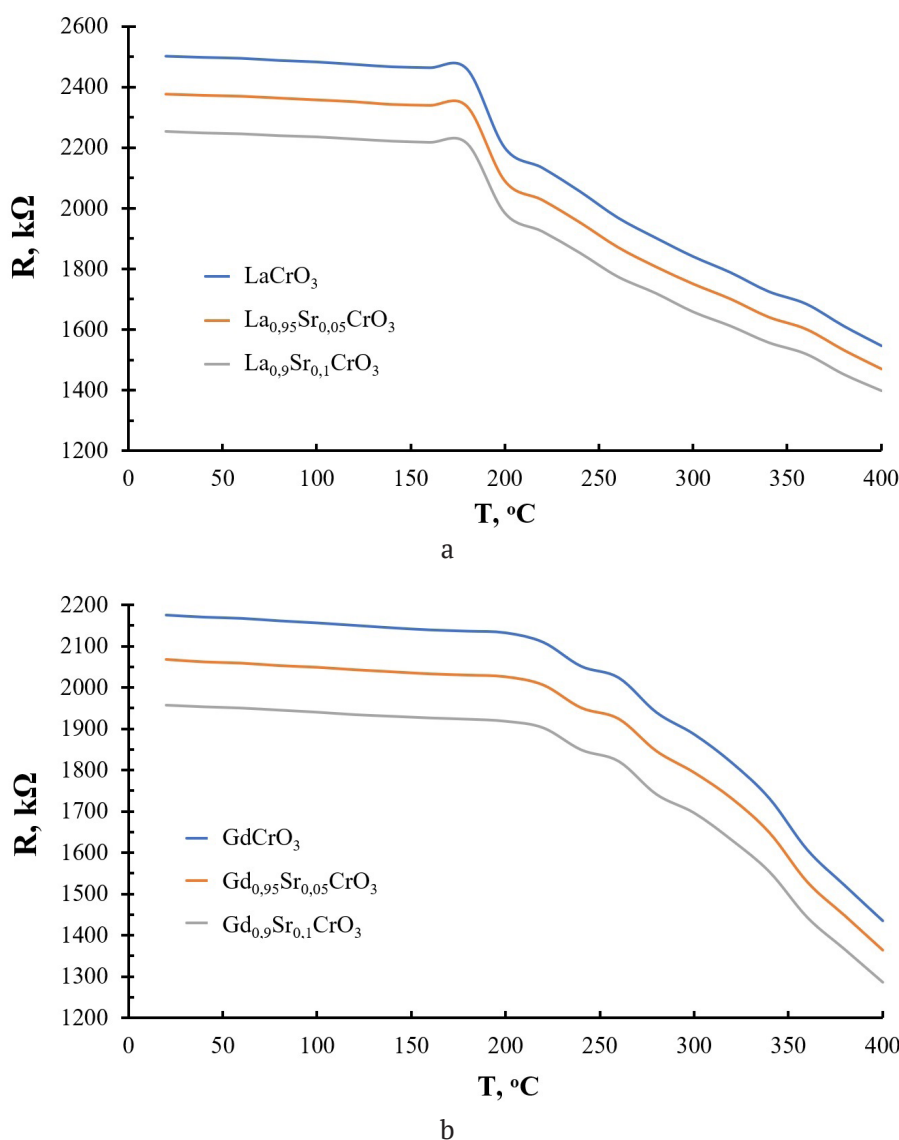 2600
2400
2200
2000
1800
1600
1400
1200
R, kΩ
LaCrO₃
La₀,₉₅Sr₀,₀₅CrO₃
La₀,₉Sr₀,₁CrO₃
0 50 100 150 200 250 300 350 400
T, °C
a
2200
2100
2000
1900
1800
1700
1600
1500
1400
1300
1200
R, kΩ
GdCrO₃
Gd₀,₉₅Sr₀,₀₅CrO₃
Gd₀,₉Sr₀,₁CrO₃
0 50 100 150 200 250 300 350 400
T, °C
b